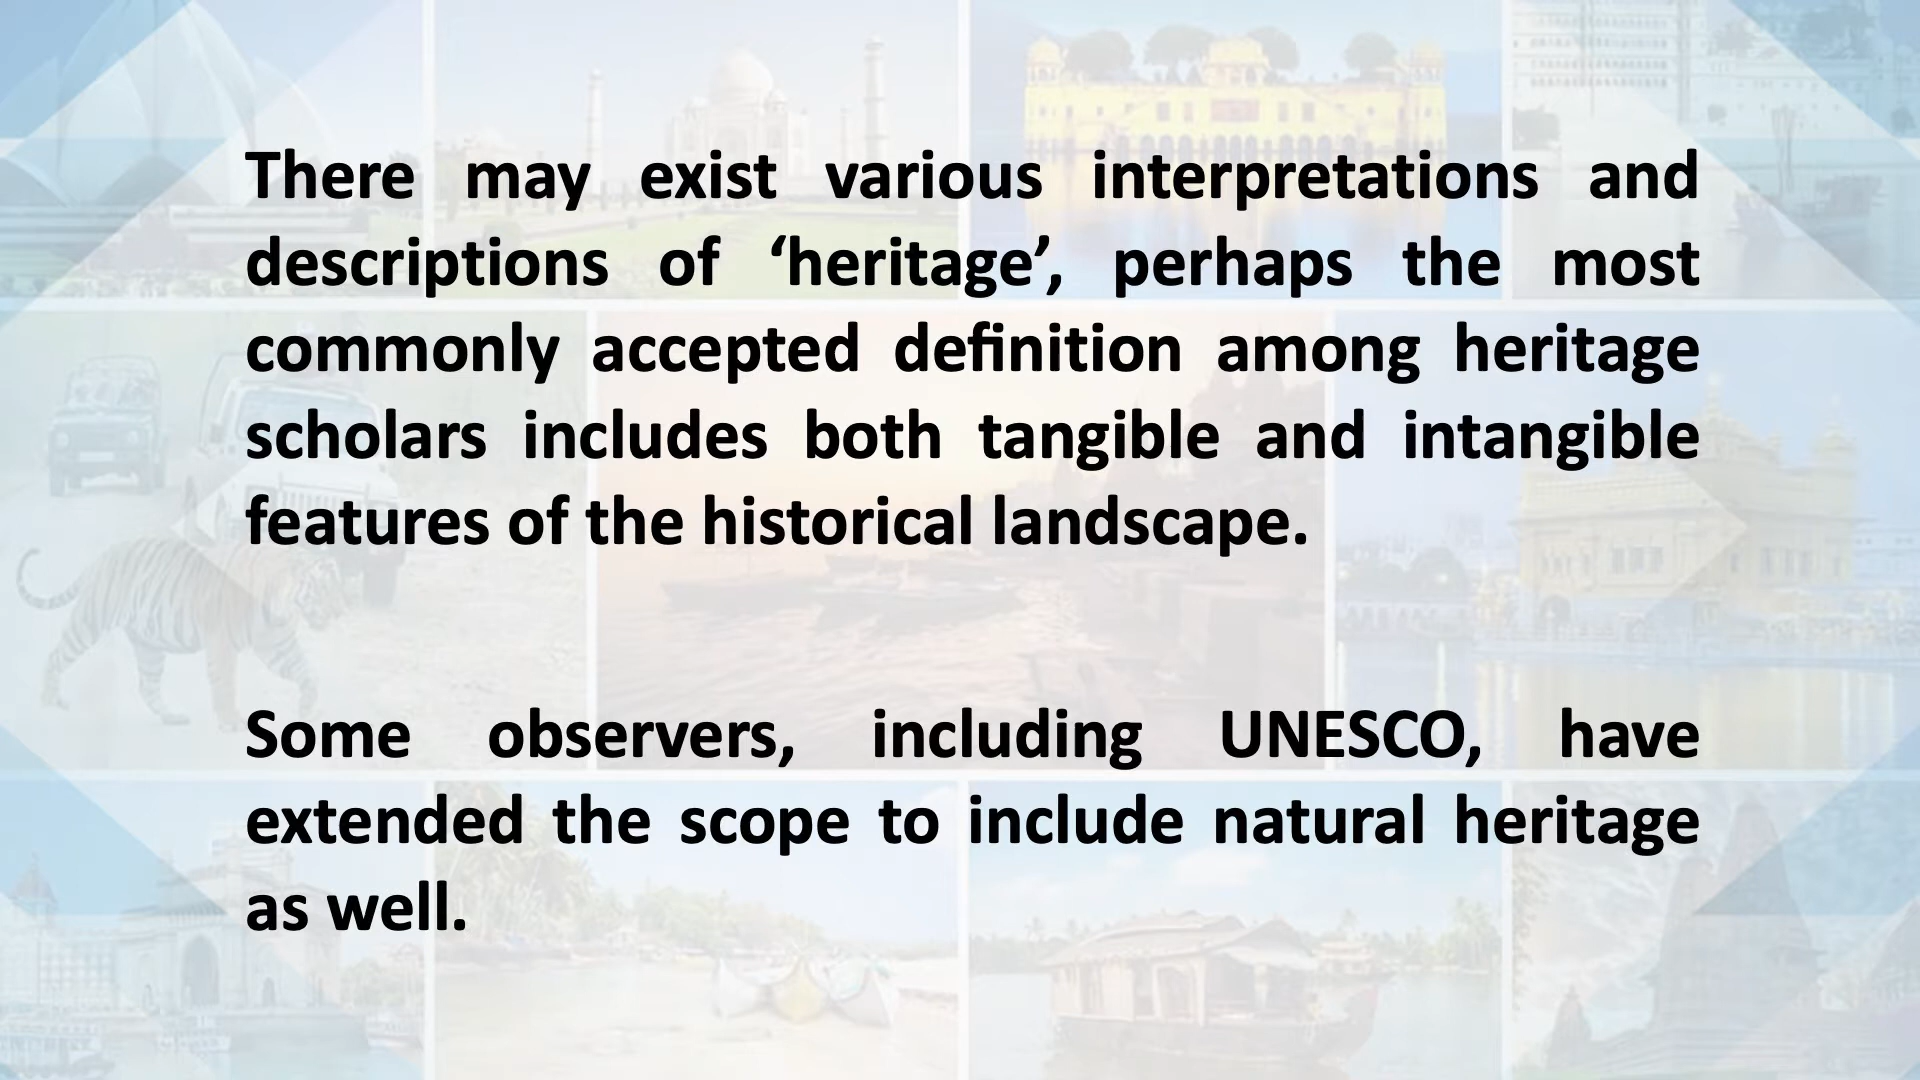 There may exist various interpretations and
descriptions of ‘heritage’, perhaps the most
commonly accepted definition among heritage
scholars includes both tangible and intangible
features of the historical landscape.
Some observers, including UNESCO, have
extended the scope to include natural heritage
as well.